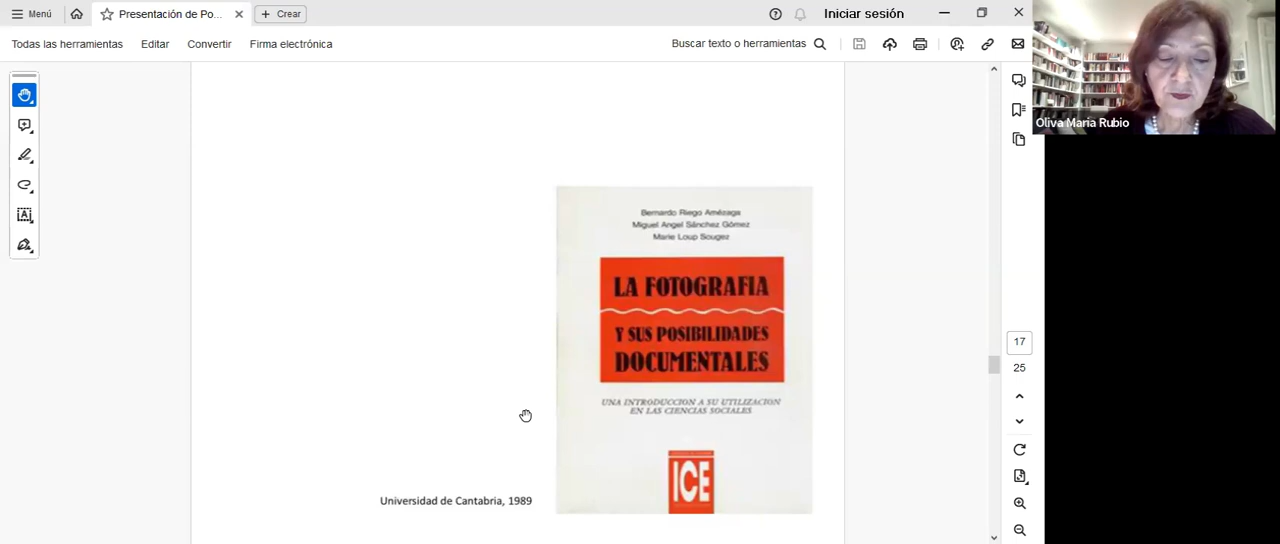 Menú
Presentación de Po...
Crear
Iniciar sesión
Todas las herramientas
Editar
Convertir
Firma electrónica
Buscar texto o herramientas
Oliva María Rubio
Bernardo Riego Amézaga
Miguel Angel Sánchez Gómez
Marie Loup Sougez
LA FOTOGRAFIA
Y SUS POSIBILIDADES
DOCUMENTALES
UNA INTRODUCCION A SU UTILIZACION
EN LAS CIENCIAS SOCIALES
ICE
Universidad de Cantabria, 1989
17
25